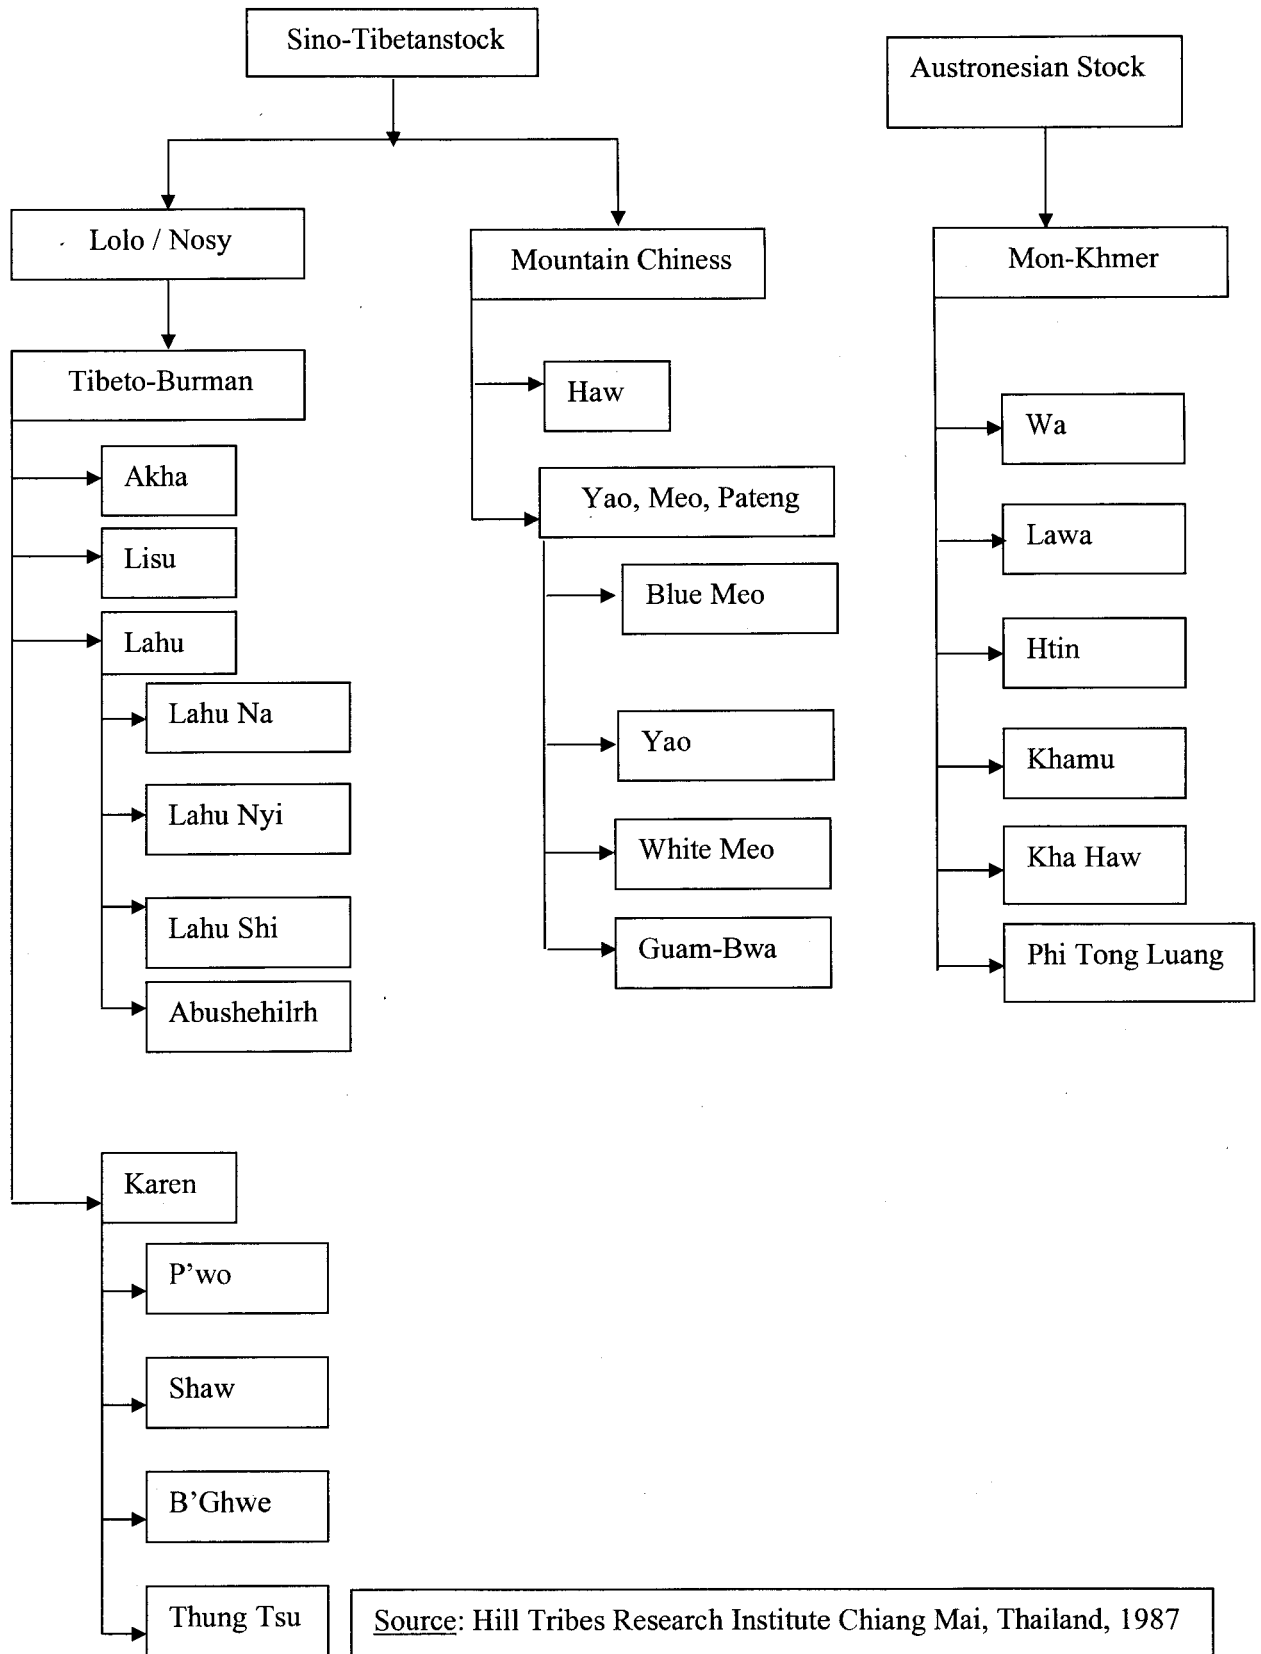 Sino-Tibetanstock
Austronesian Stock
Lolo / Nosy
Mountain Chiness
Mon-Khmer
Tibeto-Burman
Akha
Lisu
Lahu
Lahu Na
Lahu Nyi
Lahu Shi
Abushehilrh
Karen
P'wo
Shaw
B'Ghwe
Thung Tsu
Haw
Yao, Meo, Pateng
Blue Meo
Yao
White Meo
Guam-Bwa
Wa
Lawa
Htin
Khamu
Kha Haw
Phi Tong Luang
Source: Hill Tribes Research Institute Chiang Mai, Thailand, 1987